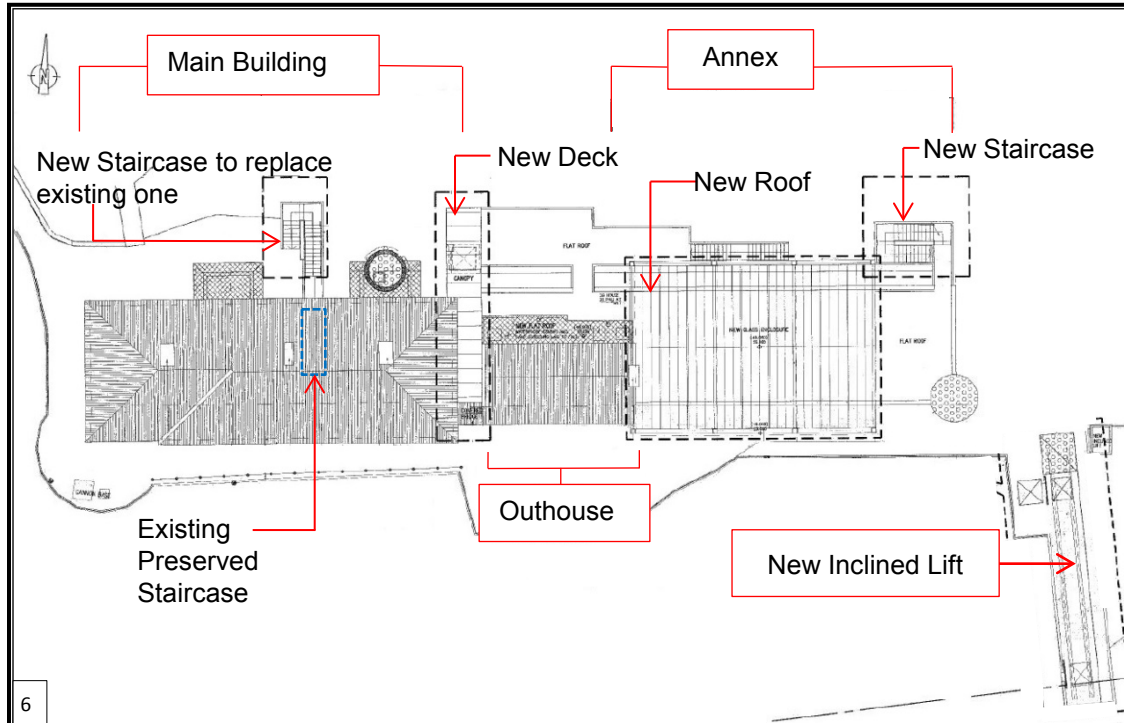 N
Main Building
Annex
New Staircase to replace
existing one
New Deck
New Roof
New Staircase
FLAT ROOF
CANOPY
NEW FLAT ROOF
NEW GLASS ENCLOSURE
FLAT ROOF
CANNON BASE
Existing
Preserved
Staircase
Outhouse
New Inclined Lift
6